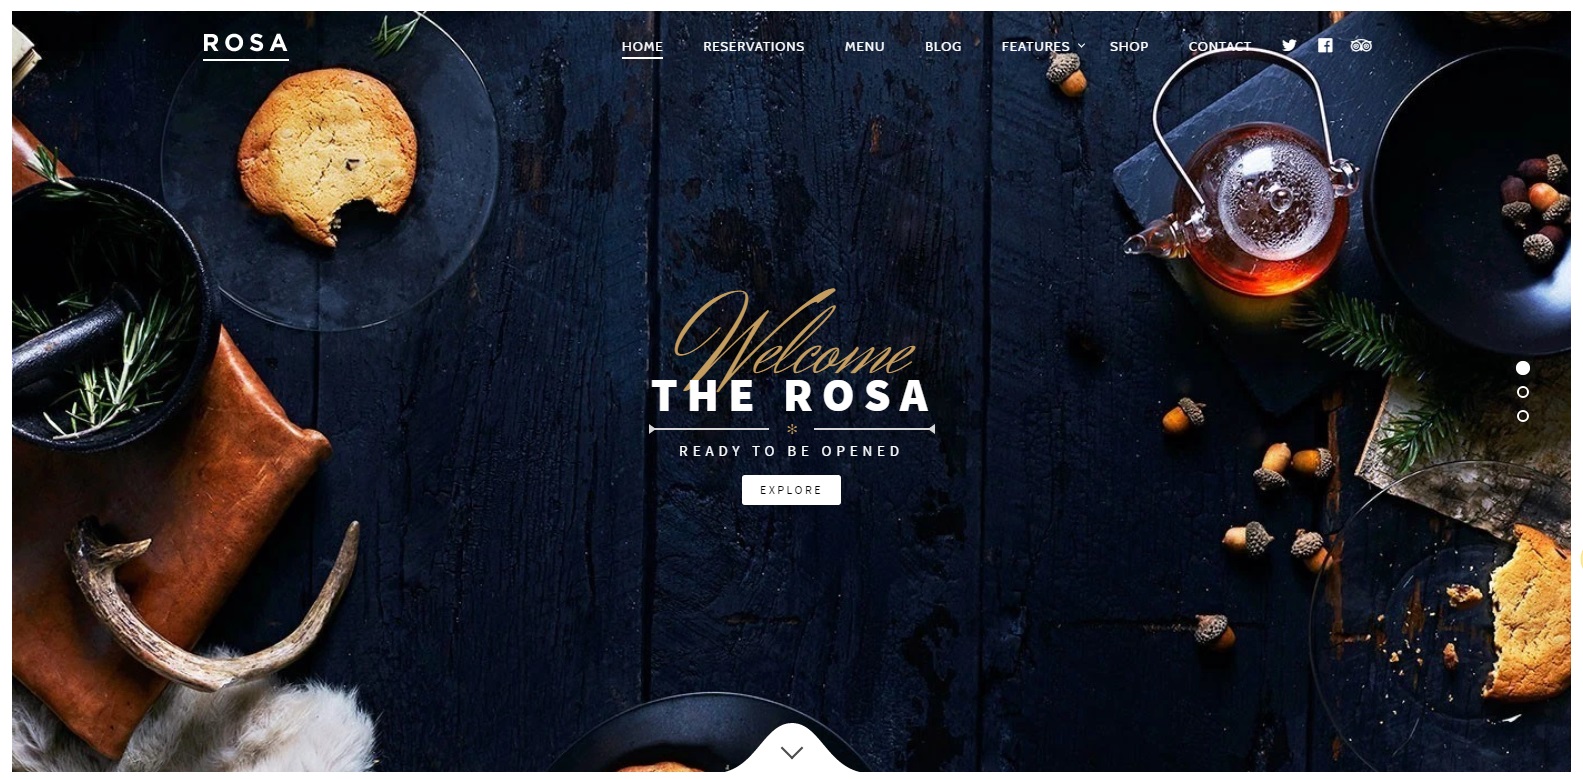 ROSA
HOME RESERVATIONS MENU BLOG FEATURES SHOP CONTACT
Welcome
THE ROSA
READY TO BE OPENED
EXPLORE